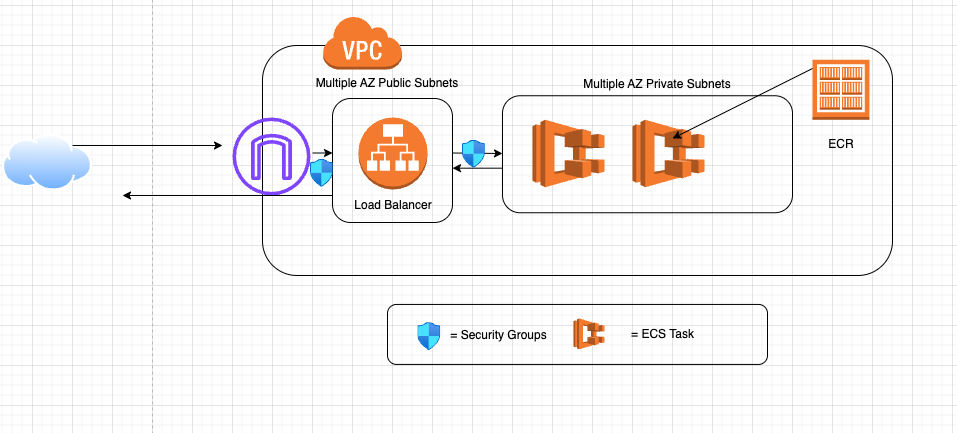 VPC
Multiple AZ Public Subnets
Multiple AZ Private Subnets
ECR
Load Balancer
= Security Groups
= ECS Task